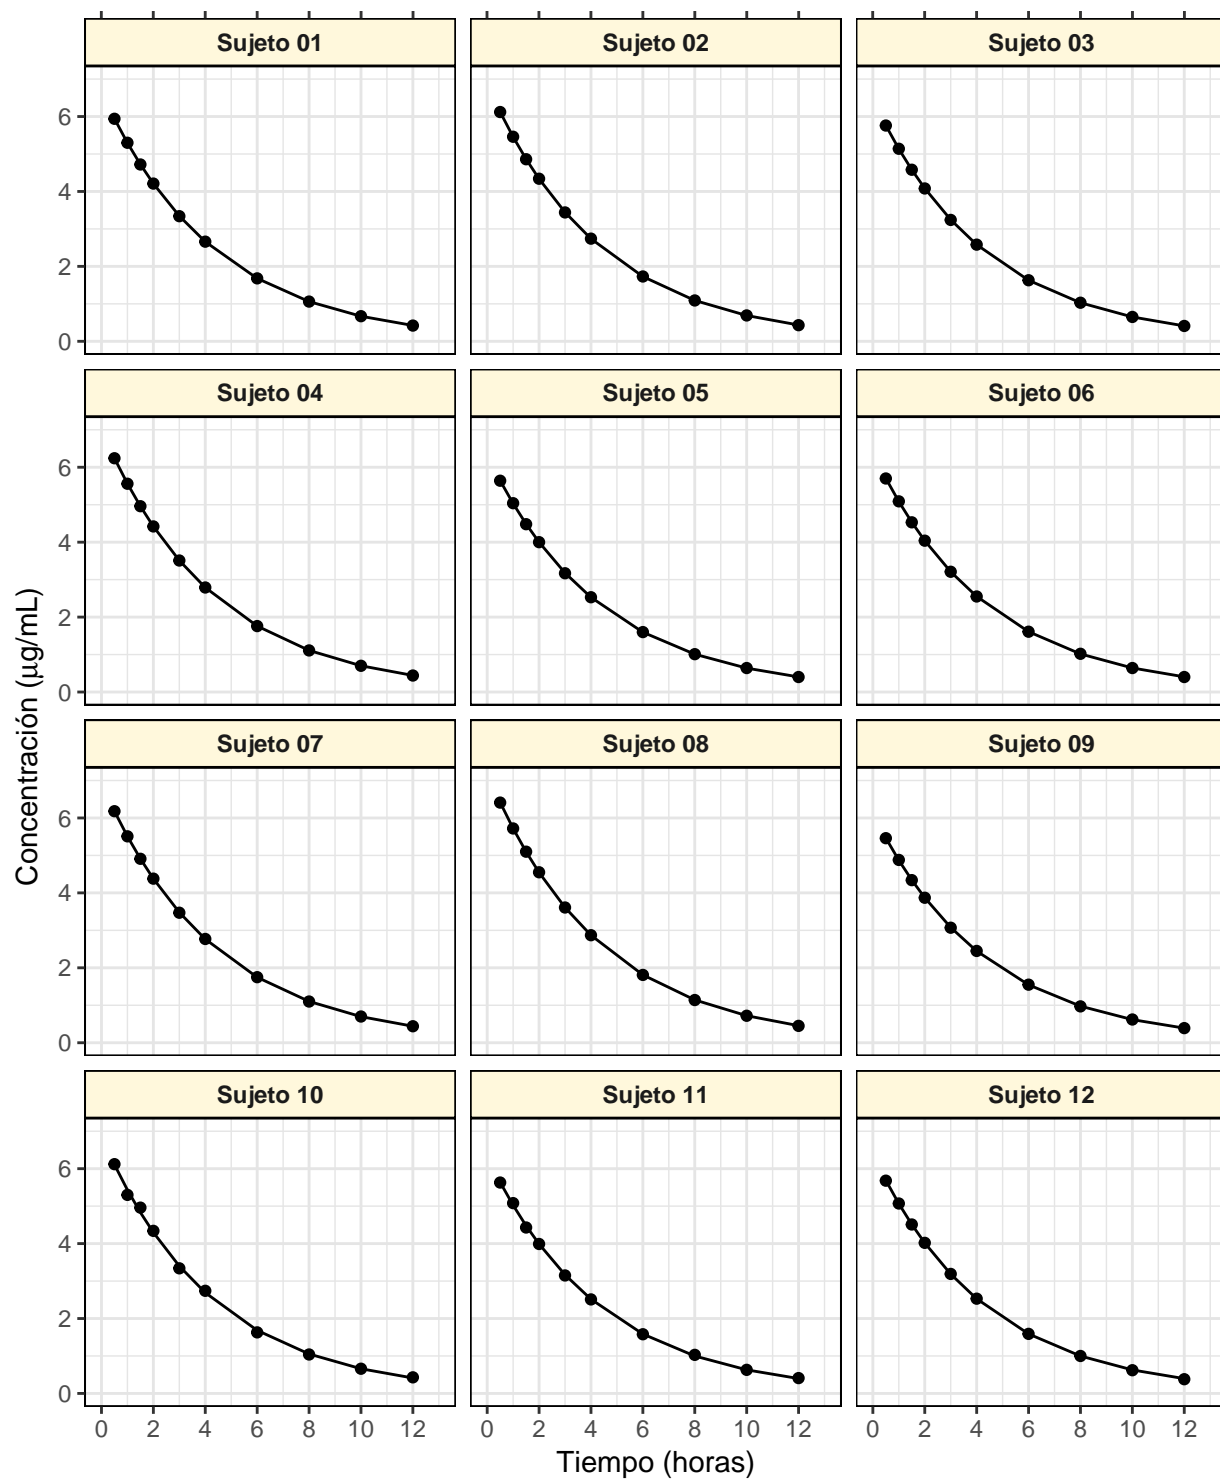 Sujeto 01
Sujeto 02
Sujeto 03
6
4
2
0
Sujeto 04
Sujeto 05
Sujeto 06
6
4
2
0
Sujeto 07
Sujeto 08
Sujeto 09
6
4
2
0
Sujeto 10
Sujeto 11
Sujeto 12
6
4
2
0
0 2 4 6 8 10 12
0 2 4 6 8 10 12
0 2 4 6 8 10 12
Tiempo (horas)
Concentración (μg/mL)